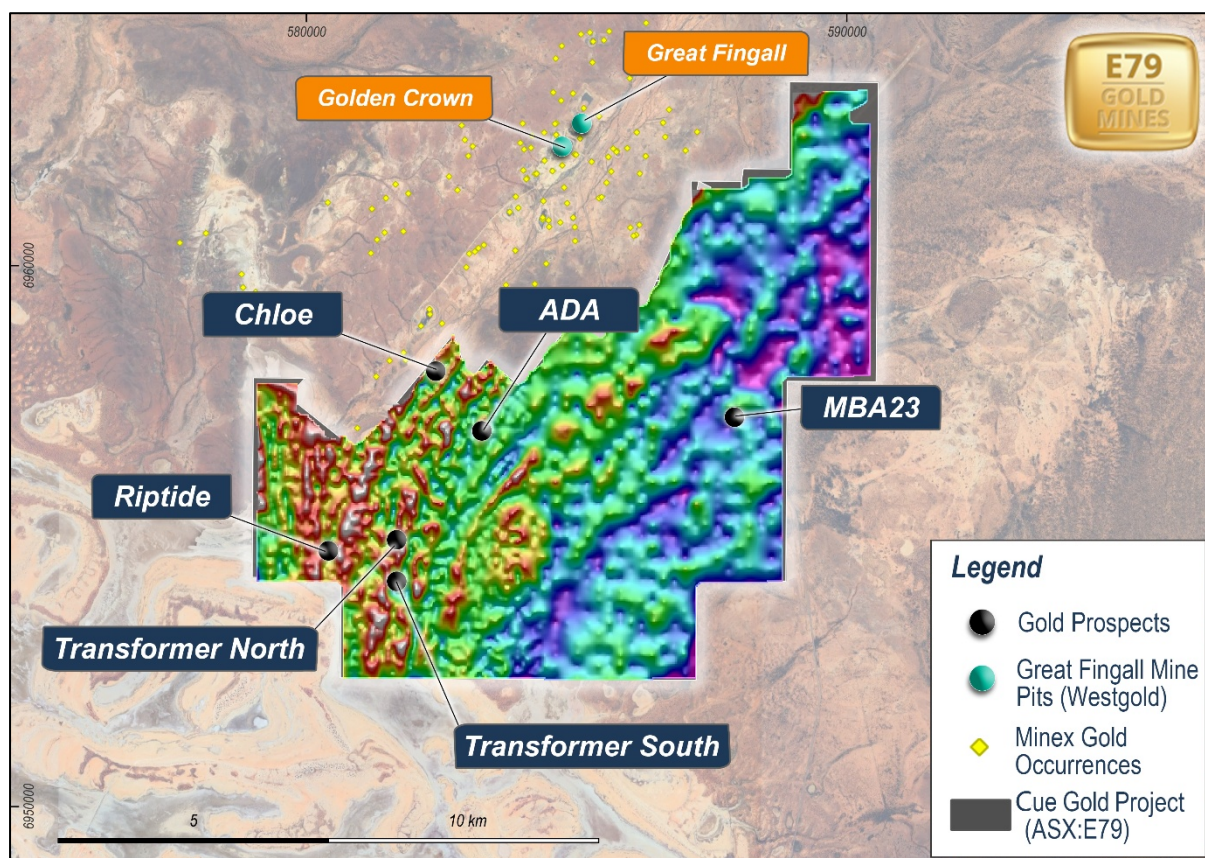 580000
590000
Great Fingall
E79
GOLD
MINES
Golden Crown
6960000
Chloe
ADA
MBA23
Riptide
Transformer North
Transformer South
6950000
5
10 km
Legend
Gold Prospects
Great Fingall Mine
Pits (Westgold)
Minex Gold
Occurrences
Cue Gold Project
(ASX:E79)